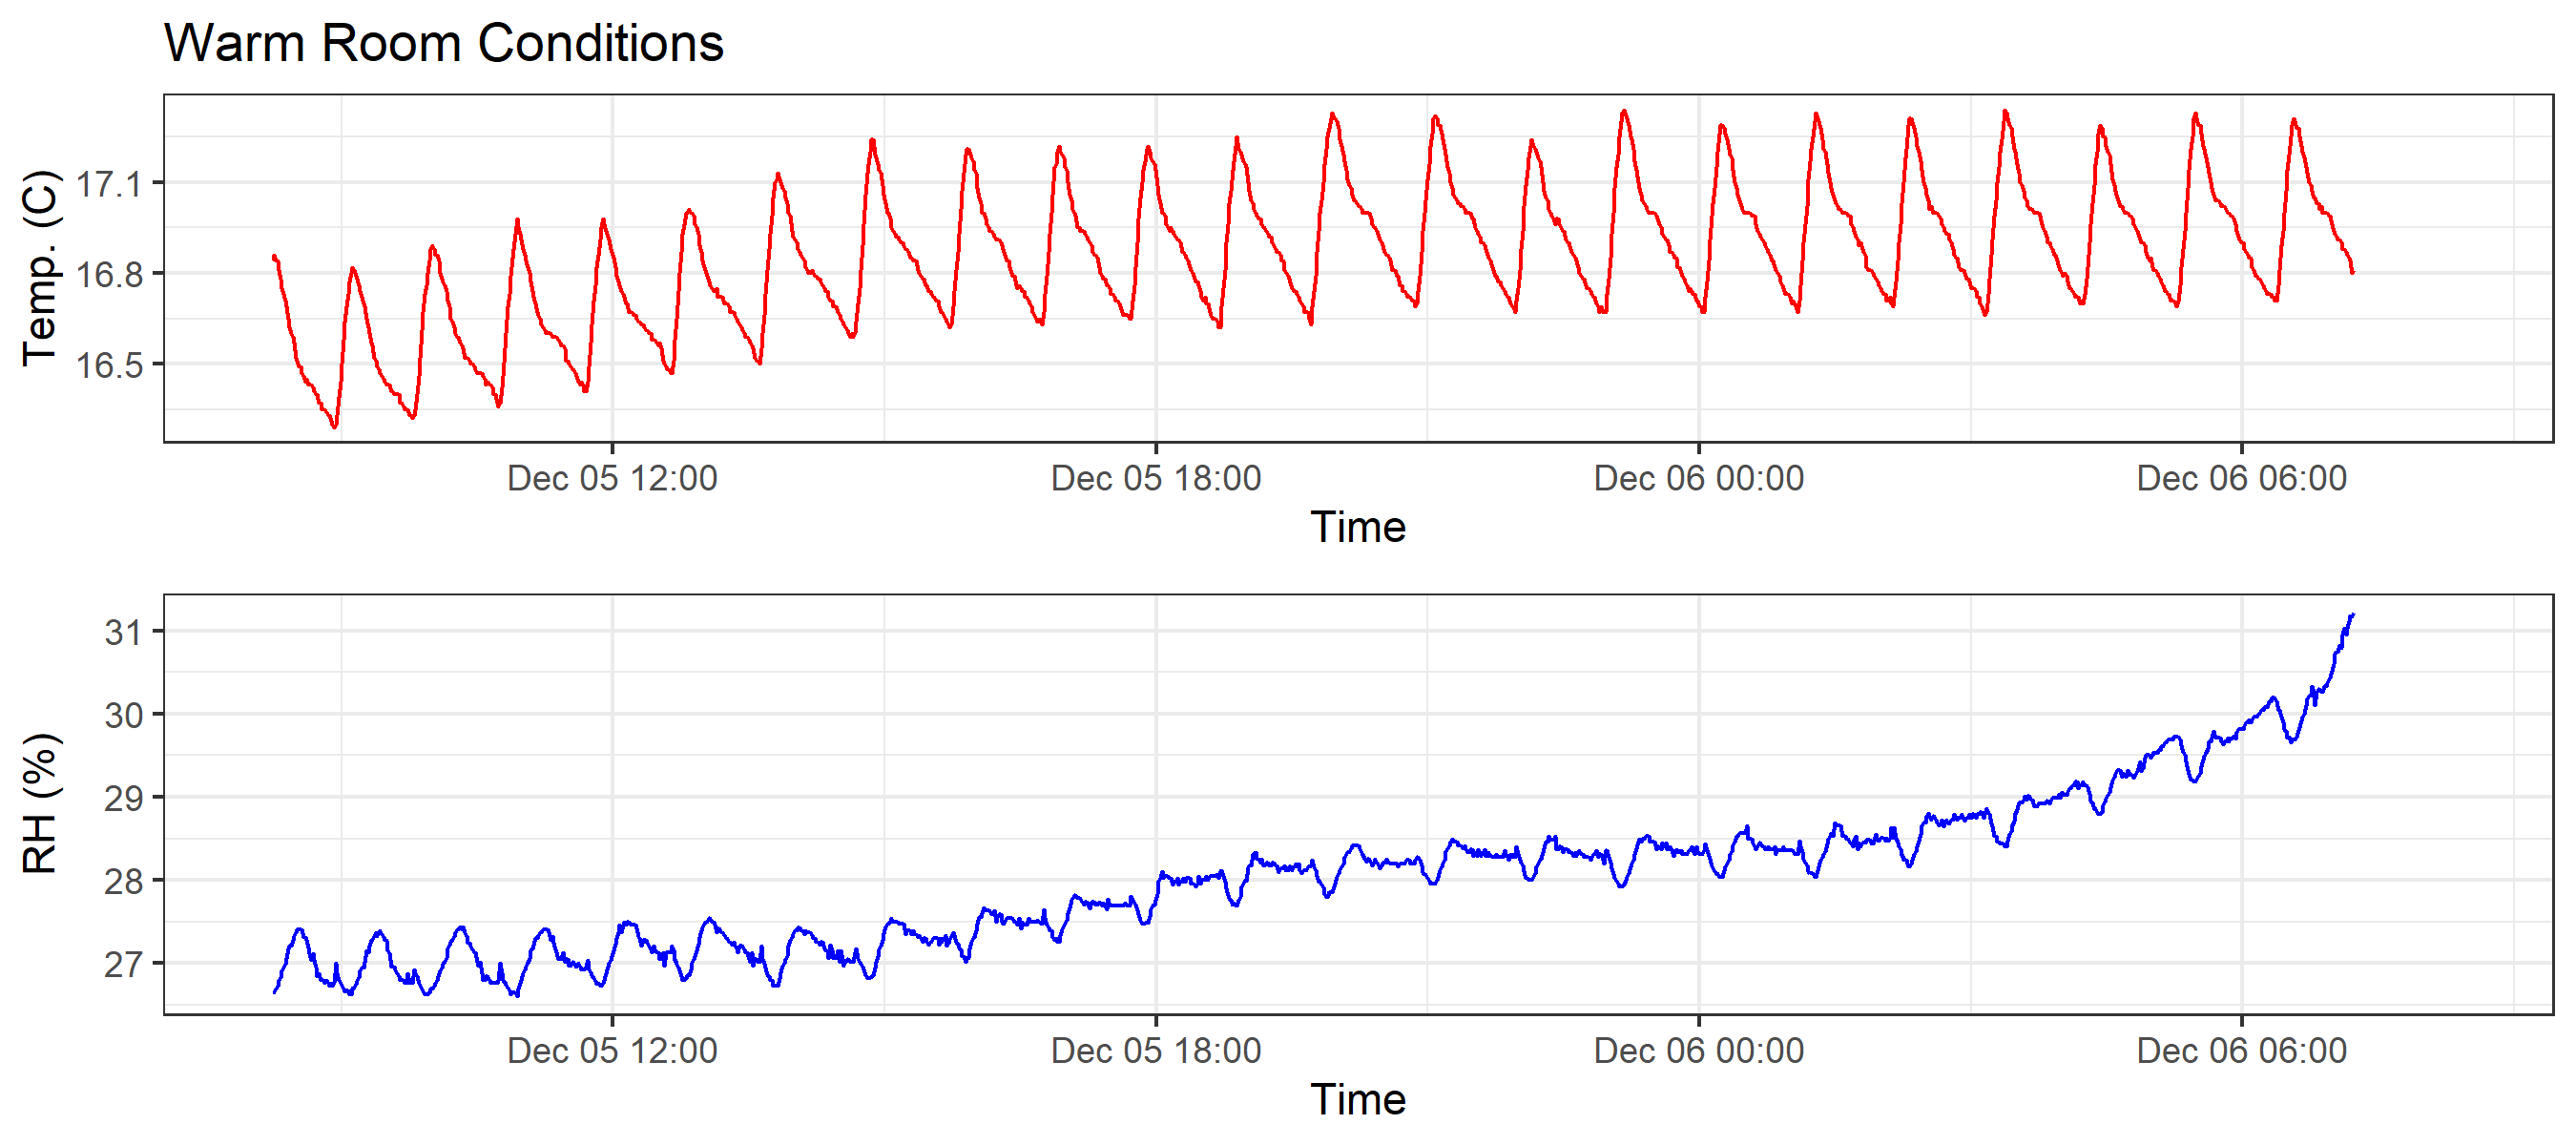 Warm Room Conditions
Temp. (C)
17.1
16.8
16.5
Dec 05 12:00 Dec 05 18:00 Dec 06 00:00 Dec 06 06:00
Time
RH (%)
31
30
29
28
27
Dec 05 12:00 Dec 05 18:00 Dec 06 00:00 Dec 06 06:00
Time